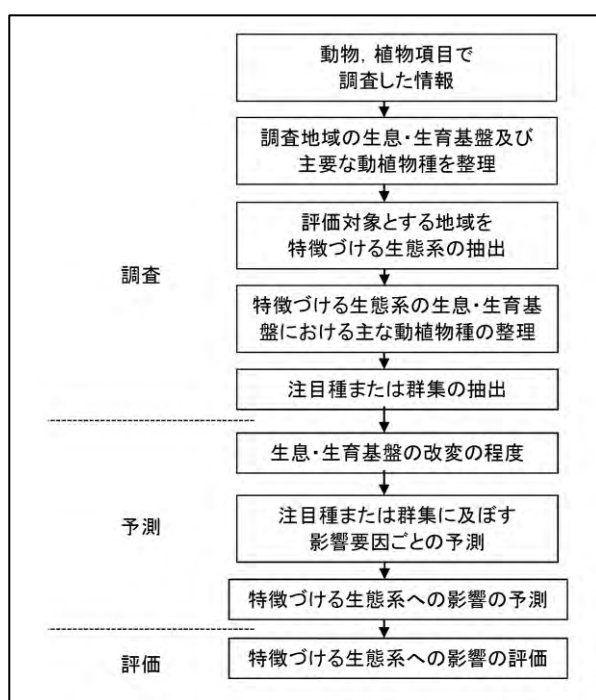 動物，植物項目で
調査した情報
調査地域の生息・生育基盤及び
主要な動植物種を整理
評価対象とする地域を
特徴づける生態系の抽出
調査
特徴づける生態系の生息・生育基
盤における主な動植物種の整理
注目種または群集の抽出
生息・生育基盤の改変の程度
予測
注目種または群集に及ぼす
影響要因ごとの予測
特徴づける生態系への影響の予測
評価
特徴づける生態系への影響の評価